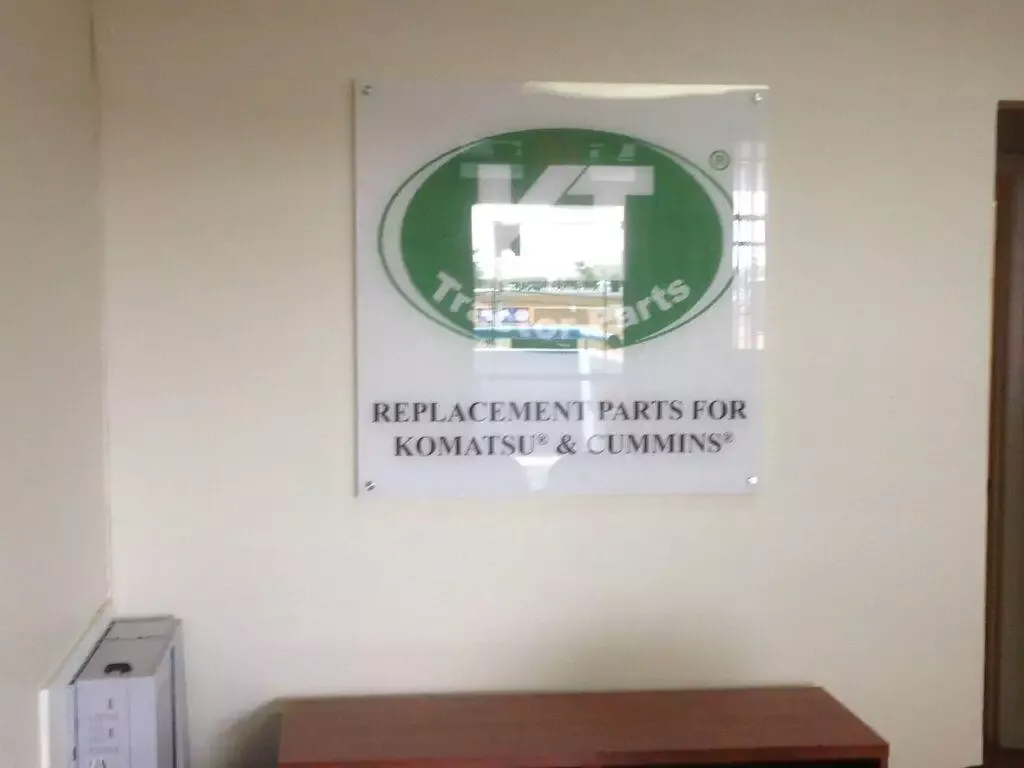 ®
KT
Tractor Parts
REPLACEMENT PARTS FOR
KOMATSU® & CUMMINS®